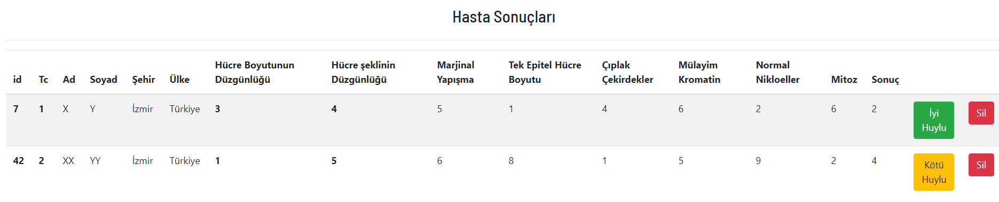 Hasta Sonuçları
id Tc Ad Soyad Şehir Ülke Hücre Boyutunun Düzgünlüğü Hücre şeklinin Düzgünlüğü Marjinal Yapışma Tek Epitel Hücre Boyutu Çıplak Çekirdekler Mülayim Kromatin Normal Nikloeller Mitoz Sonuç
7 1 X Y İzmir Türkiye 3 4 5 1 4 6 2 6 2 İyi Huylu Sil
42 2 XX YY İzmir Türkiye 1 5 6 8 1 5 9 2 4 Kötü Huylu Sil